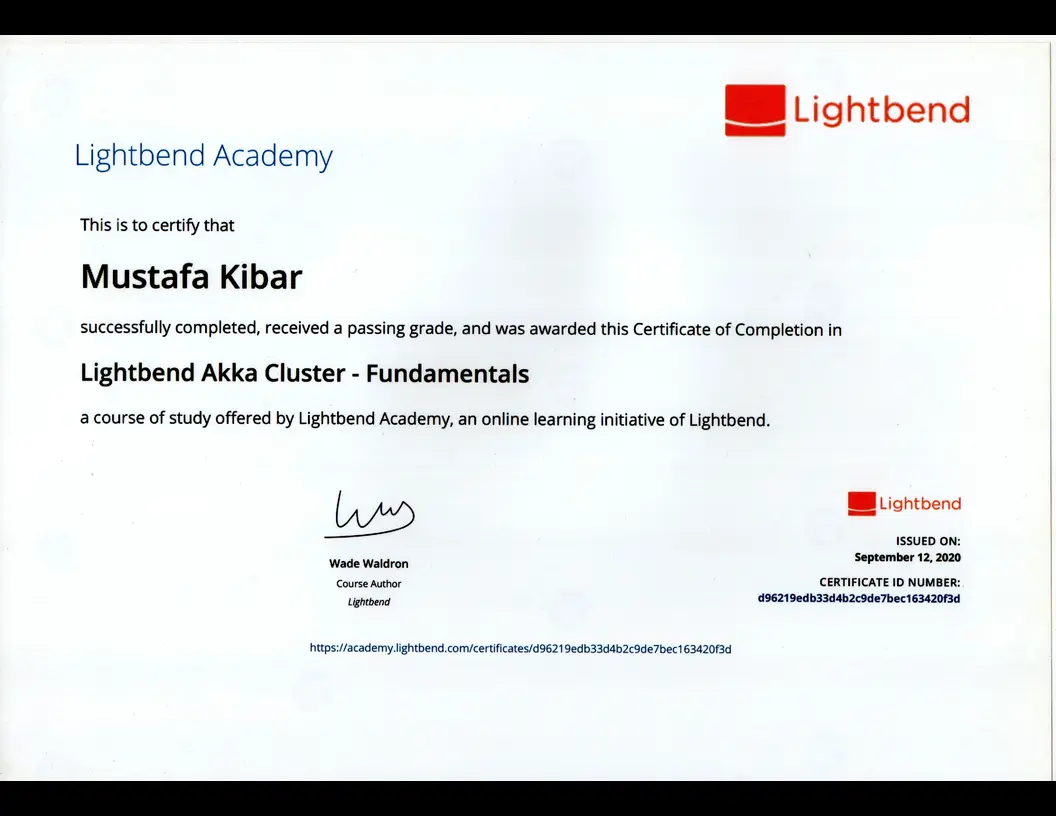 Lightbend
Lightbend Academy
This is to certify that
Mustafa Kibar
successfully completed, received a passing grade, and was awarded this Certificate of Completion in
Lightbend Akka Cluster - Fundamentals
a course of study offered by Lightbend Academy, an online learning initiative of Lightbend.
Wade Waldron
Course Author
Lightbend
Lightbend
ISSUED ON:
September 12, 2020
CERTIFICATE ID NUMBER:
d96219edb33d4b2c9de7bec163420f3d
https://academy.lightbend.com/certificates/d96219edb33d4b2c9de7bec163420f3d